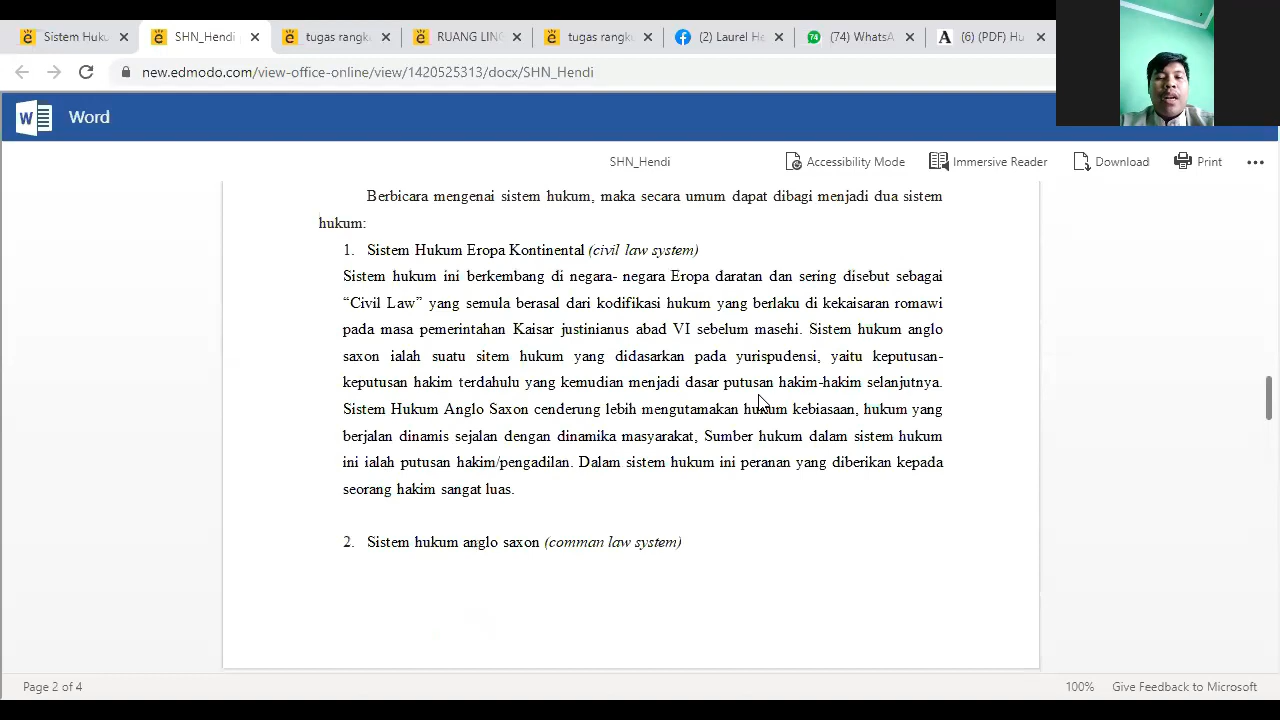 Sistem Huku
SHN_Hendi
tugas rangku
RUANG LING
tugas rangku
(2) Laurel He
(74) WhatsA
(6) (PDF) Hu
new.edmodo.com/view-office-online/view/1420525513/docx/SHN_Hendi
Word
SHN_Hendi
Accessibility Mode
Immersive Reader
Download
Print
Berbicara mengenai sistem hukum, maka secara umum dapat dibagi menjadi dua sistem
hukum:
1. Sistem Hukum Eropa Kontinental (civil law system)
Sistem hukum ini berkembang di negara- negara Eropa daratan dan sering disebut sebagai
“Civil Law” yang semula berasal dari kodifikasi hukum yang berlaku di kekaisaran romawi
pada masa pemerintahan Kaisar justinianus abad VI sebelum masehi. Sistem hukum anglo
saxon ialah suatu sitem hukum yang didasarkan pada yurispudensi, yaitu keputusan-
keputusan hakim terdahulu yang kemudian menjadi dasar putusan hakim-hakim selanjutnya.
Sistem Hukum Anglo Saxon cenderung lebih mengutamakan hukum kebiasaan, hukum yang
berjalan dinamis sejalan dengan dinamika masyarakat, Sumber hukum dalam sistem hukum
ini ialah putusan hakim/pengadilan. Dalam sistem hukum ini peranan yang diberikan kepada
seorang hakim sangat luas.
2. Sistem hukum anglo saxon (comman law system)
Page 2 of 4
100%
Give Feedback to Microsoft